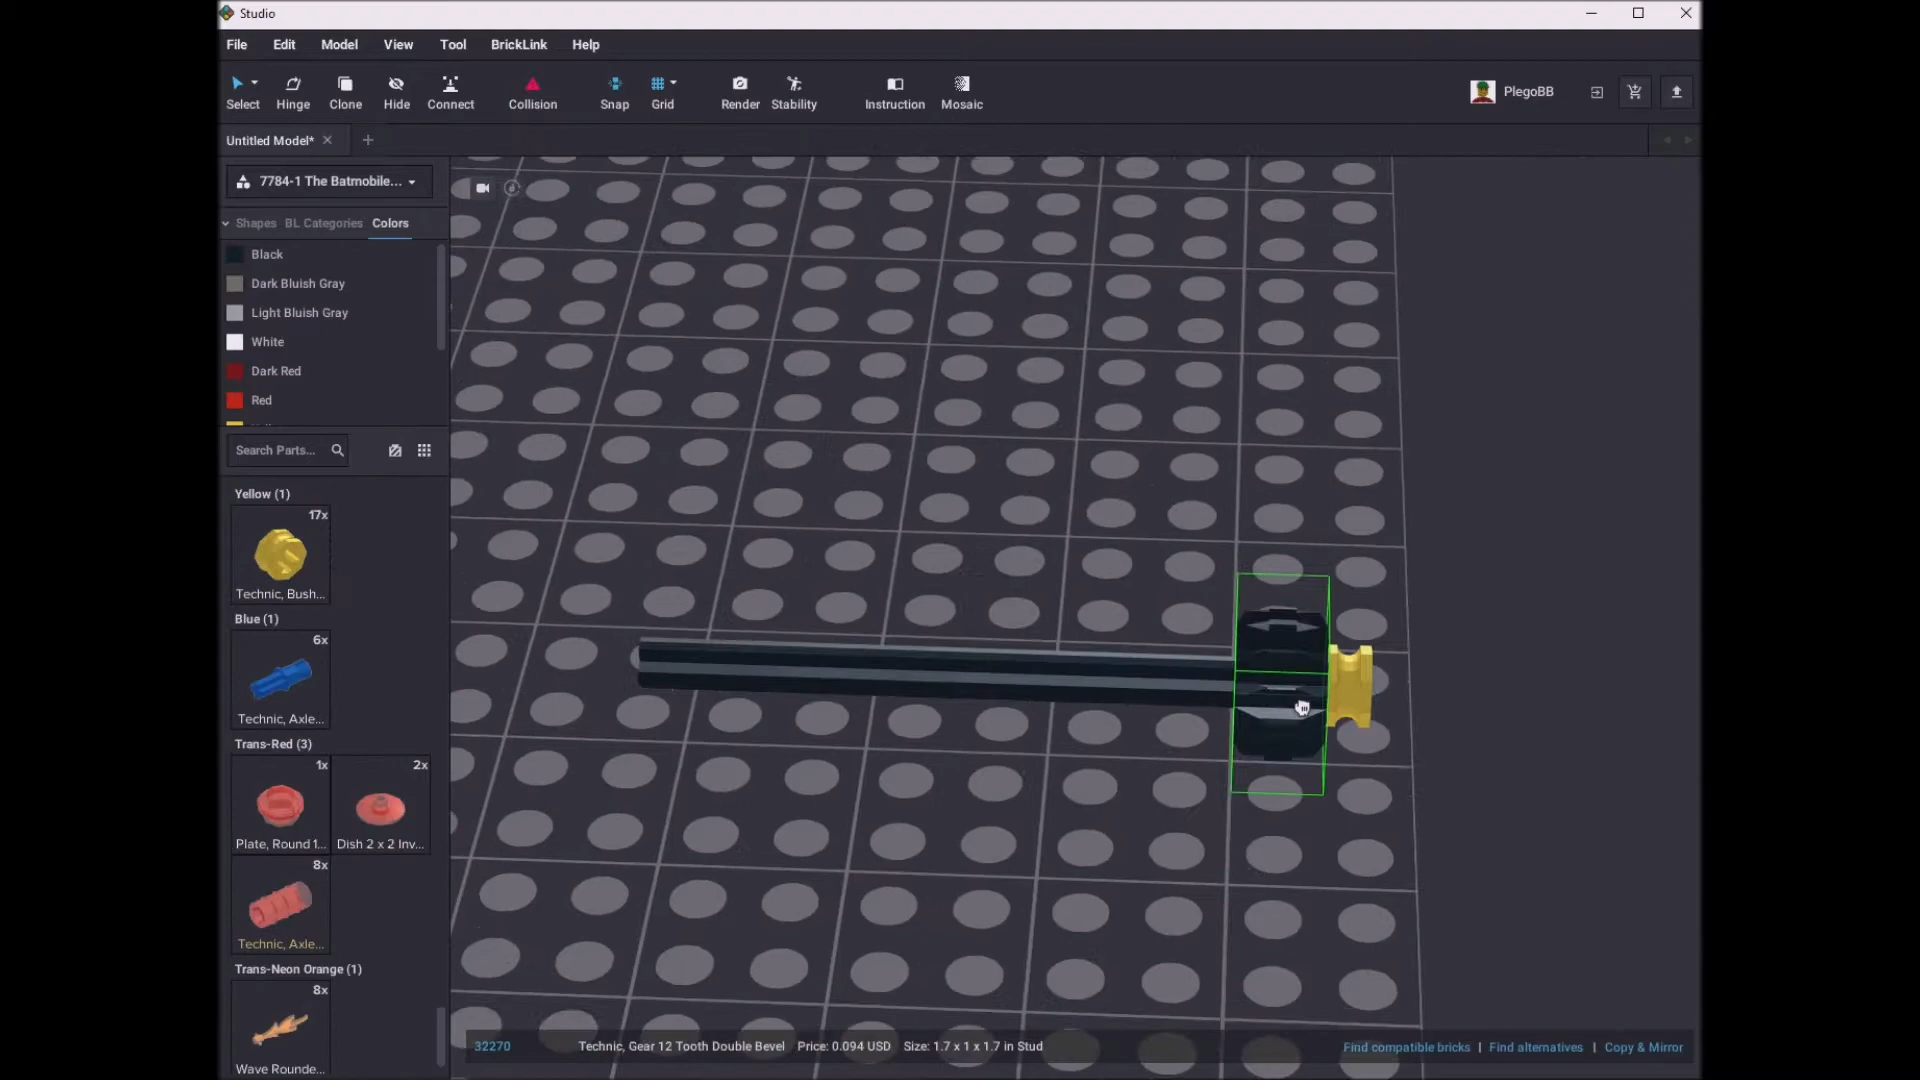 Studio
File Edit Model View Tool BrickLink Help
Select Hinge Clone Hide Connect Collision Snap Grid Render Stability Instruction Mosaic PlegoBB
Untitled Model*
7784-1 The Batmobile...
Shapes BL Categories Colors
Black
Dark Bluish Gray
Light Bluish Gray
White
Dark Red
Red
Search Parts...
Yellow (1)
17x
Technic, Bush...
Blue (1)
6x
Technic, Axle...
Trans-Red (3)
1x 2x
Plate, Round 1... Dish 2 x 2 Inv...
8x
Technic, Axle...
Trans-Neon Orange (1)
8x
Wave Rounde...
32270 Technic, Gear 12 Tooth Double Bevel Price: 0.094 USD Size: 1.7 x 1 x 1.7 in Stud Find compatible bricks | Find alternatives | Copy & Mirror